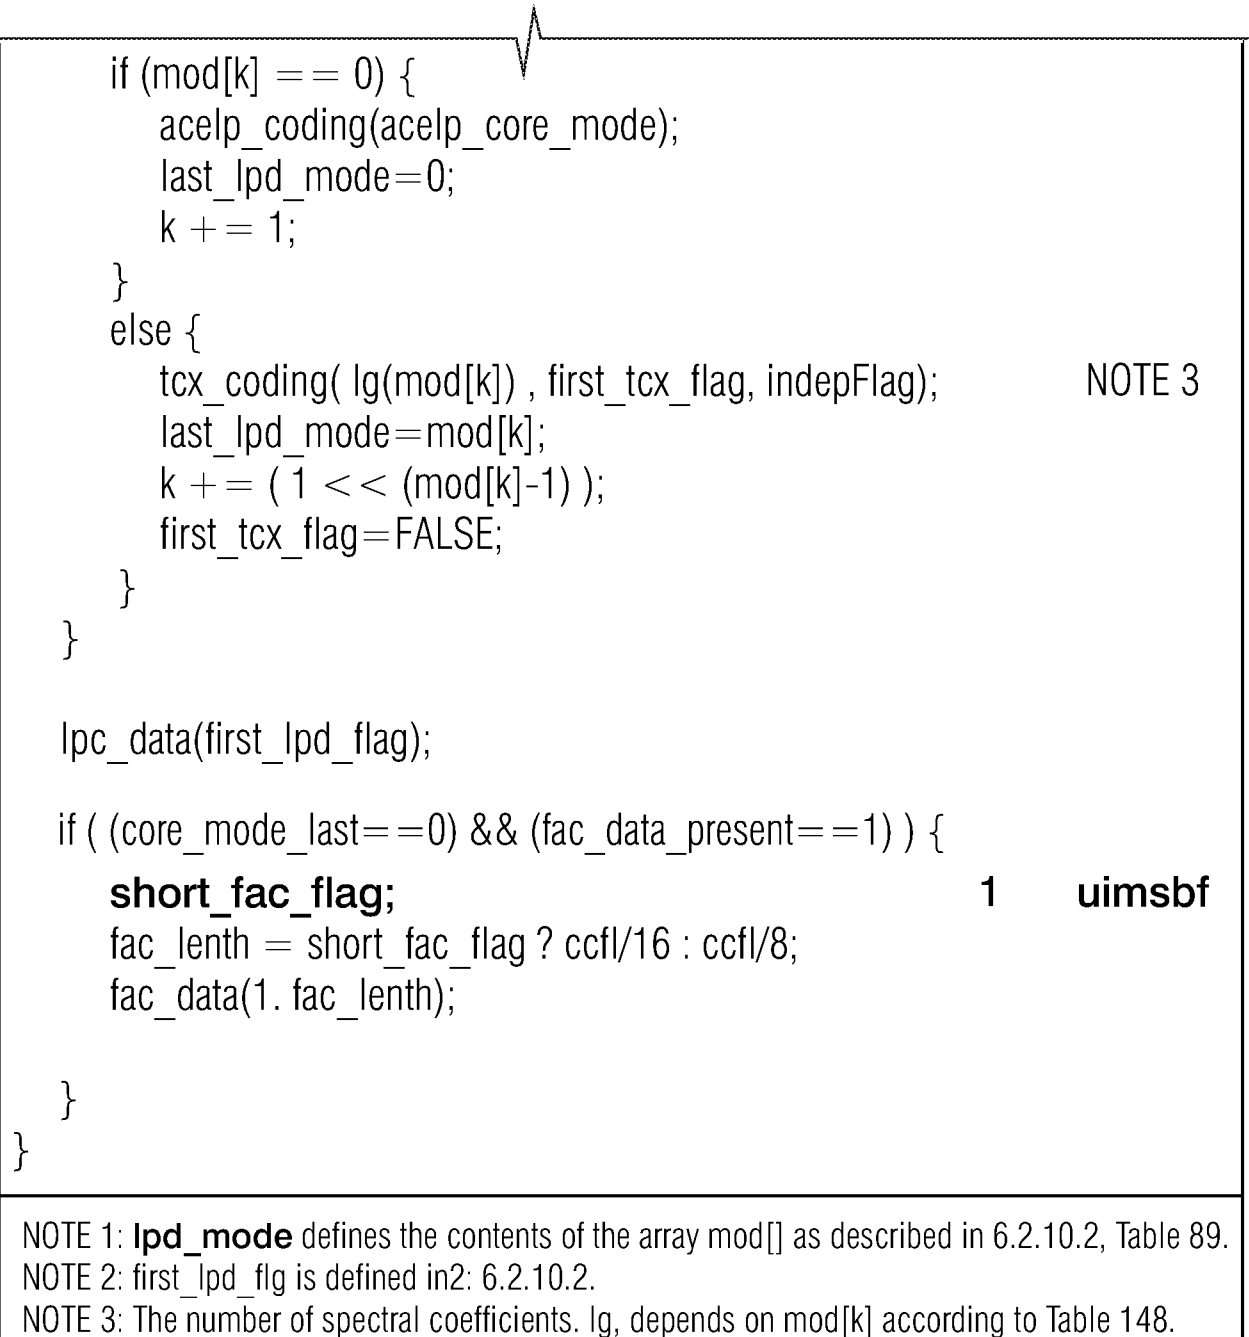 if (mod[k] == 0) {
acelp_coding(acelp_core_mode);
last_lpd_mode=0;
k += 1;
}
else {
tcx_coding( lg(mod[k]) , first_tcx_flag, indepFlag); NOTE 3
last_lpd_mode=mod[k];
k += ( 1 << (mod[k]-1) );
first_tcx_flag=FALSE;
}
}
lpc_data(first_lpd_flag);
if ( (core_mode_last==0) && (fac_data_present==1) ) {
short_fac_flag; 1 uimsbf
fac_lenth = short_fac_flag ? ccfl/16 : ccfl/8;
fac_data(1. fac_lenth);
}
}
NOTE 1: lpd_mode defines the contents of the array mod[] as described in 6.2.10.2, Table 89.
NOTE 2: first_lpd_flg is defined in2: 6.2.10.2.
NOTE 3: The number of spectral coefficients. lg, depends on mod[k] according to Table 148.